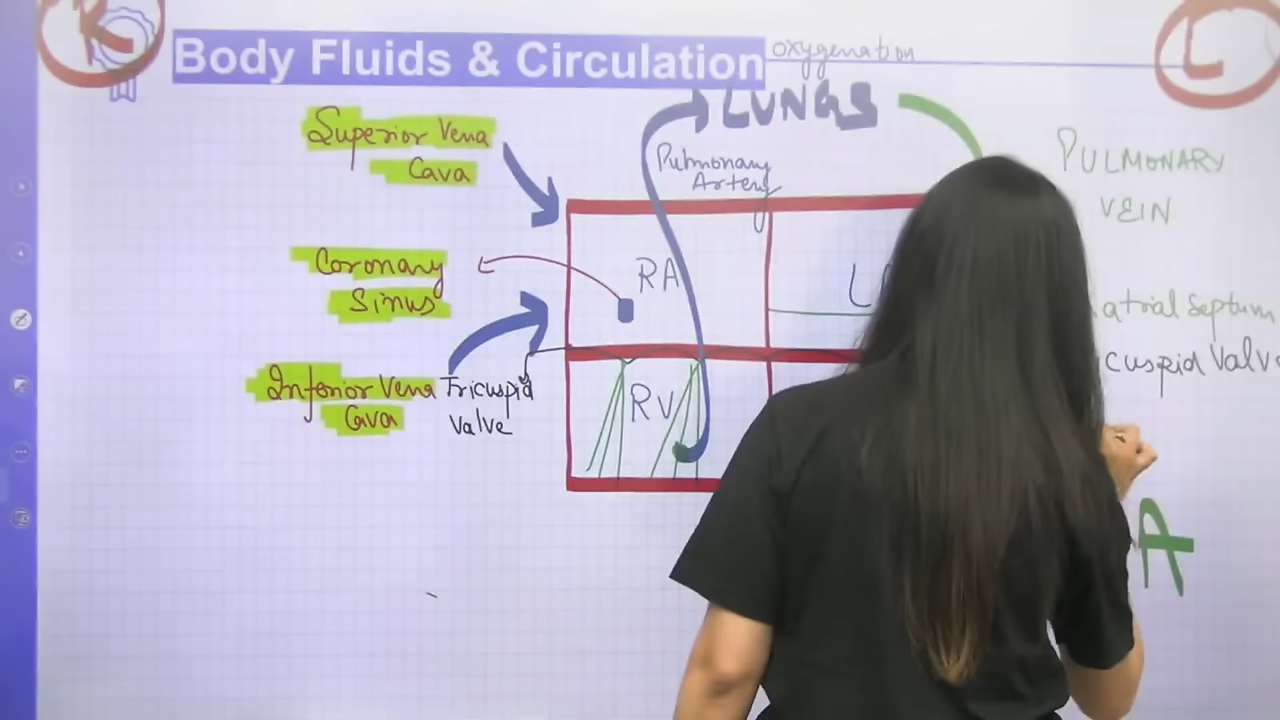 R
Body Fluids & Circulation
oxygenation
L
LUNGS
Superior Vena
Cava
Pulmonary
Artery
PULMONARY
VEIN
Coronary
Sinus
RA
L
atrial septum
cuspid Valve
Inferior Vena
Cava
Tricuspid
Valve
RV
A